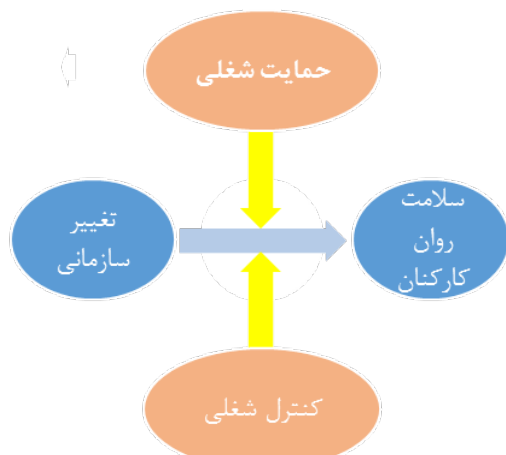 حمایت شغلی
تغییر
سازمانی
سلامت
روان
کارکنان
کنترل شغلی